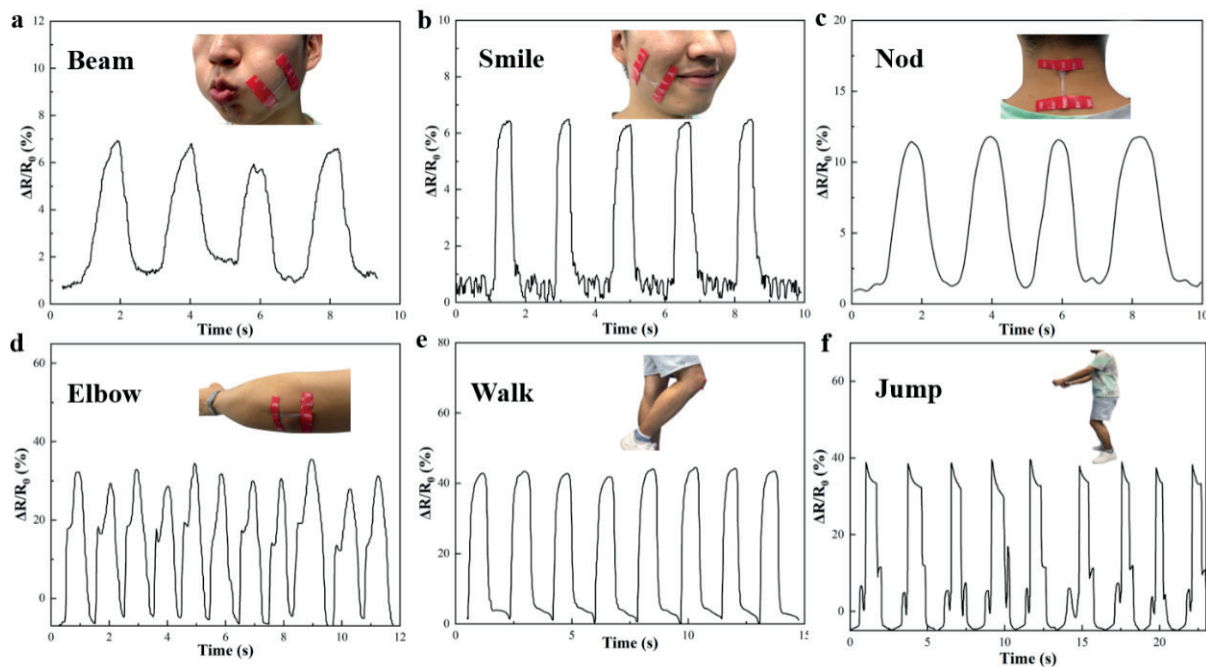 a
Beam
ΔR/R₀ (%)
12
10
8
6
4
2
0
0 2 4 6 8 10
Time (s)
b
Smile
ΔR/R₀ (%)
10
8
6
4
2
0
0 2 4 6 8 10
Time (s)
c
Nod
ΔR/R₀ (%)
20
15
10
5
0
0 2 4 6 8 10
Time (s)
d
Elbow
ΔR/R₀ (%)
60
40
20
0
0 2 4 6 8 10 12
Time (s)
e
Walk
ΔR/R₀ (%)
80
60
40
20
0
0 5 10 15
Time (s)
f
Jump
ΔR/R₀ (%)
60
40
20
0
0 5 10 15 20
Time (s)